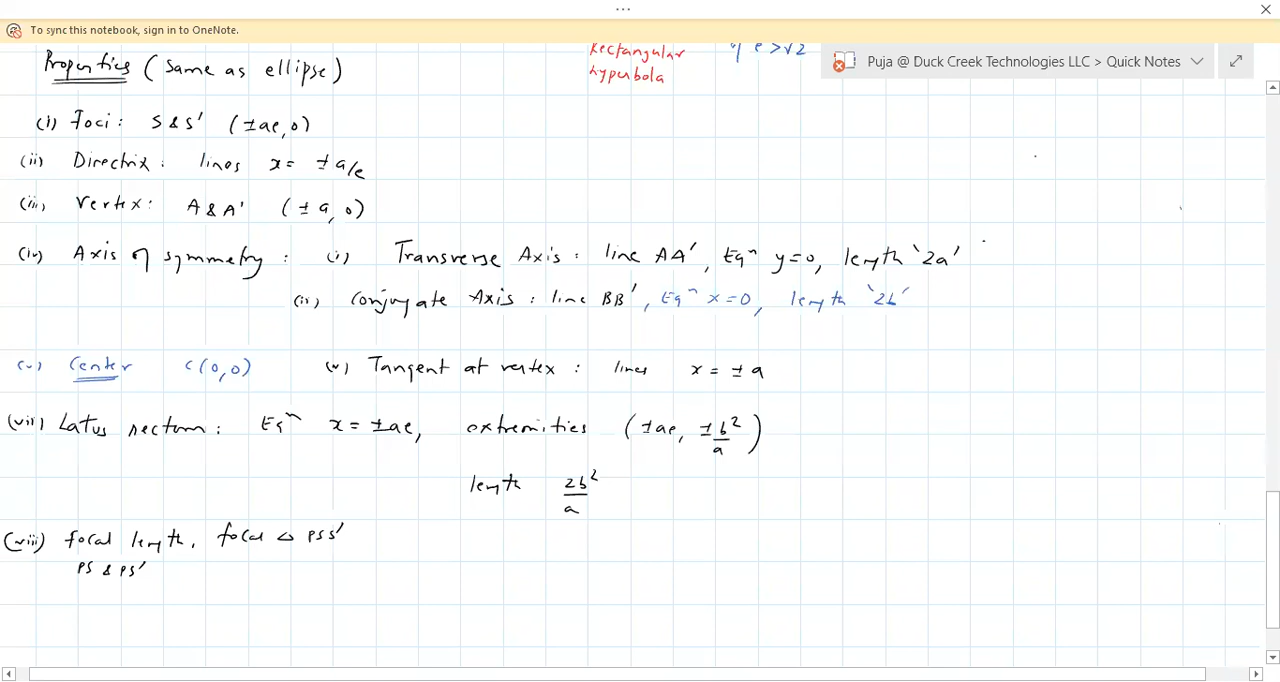 ...
To sync this notebook, sign in to OneNote.
Rectangular hyperbola
if e > √2
Puja @ Duck Creek Technologies LLC > Quick Notes
Properties (Same as ellipse)
(i) Foci: S & S' (±ae, 0)
(ii) Directrix: lines x = ± a/e
(iii) Vertex: A & A' (± a, 0)
(iv) Axis of symmetry: (i) Transverse Axis: line AA', Eqⁿ y=0, length '2a'
(ii) Conjugate Axis: line BB', Eqⁿ x=0, length '2b'
(v) Center C(0,0) (v) Tangent at vertex: lines x = ± a
(vii) Latus rectum: Eqⁿ x = ±ae, extremities (±ae, ±b²/a)
length 2b²/a
(viii) focal length, focal △ PSS'
PS & PS'